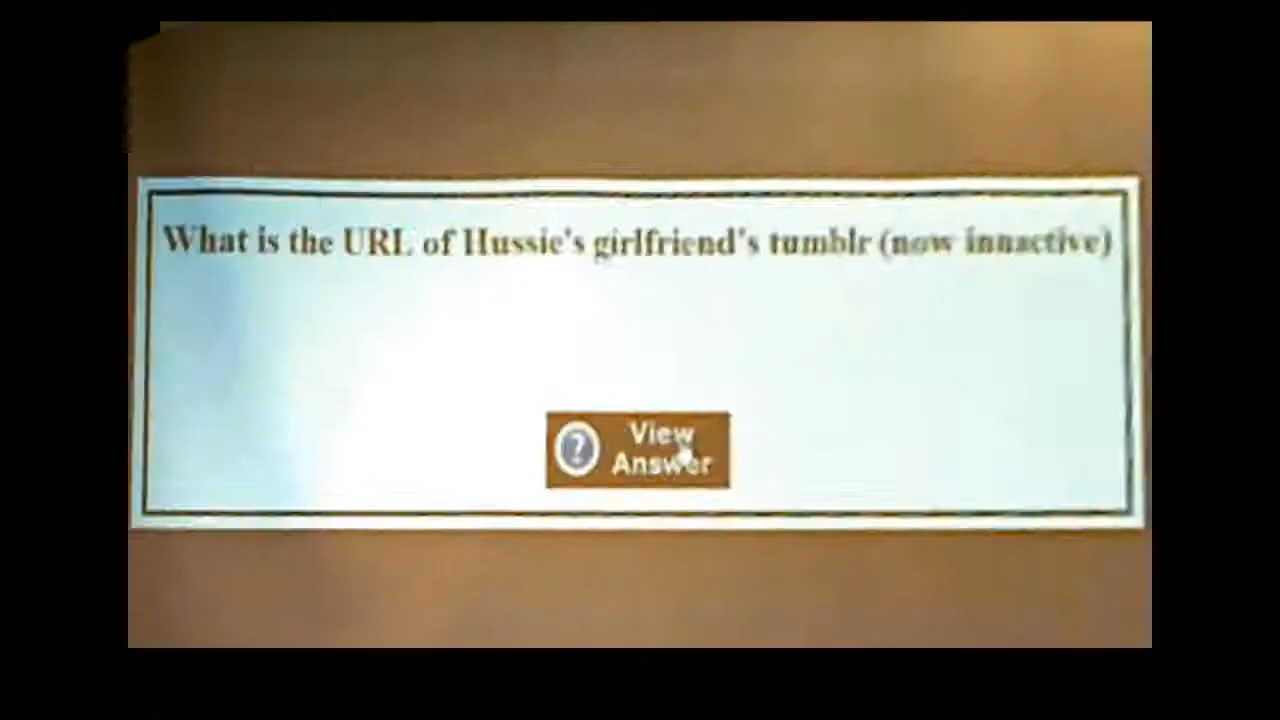 What is the URL of Hussie's girlfriend's tumblr (now innactive)
View
Answer